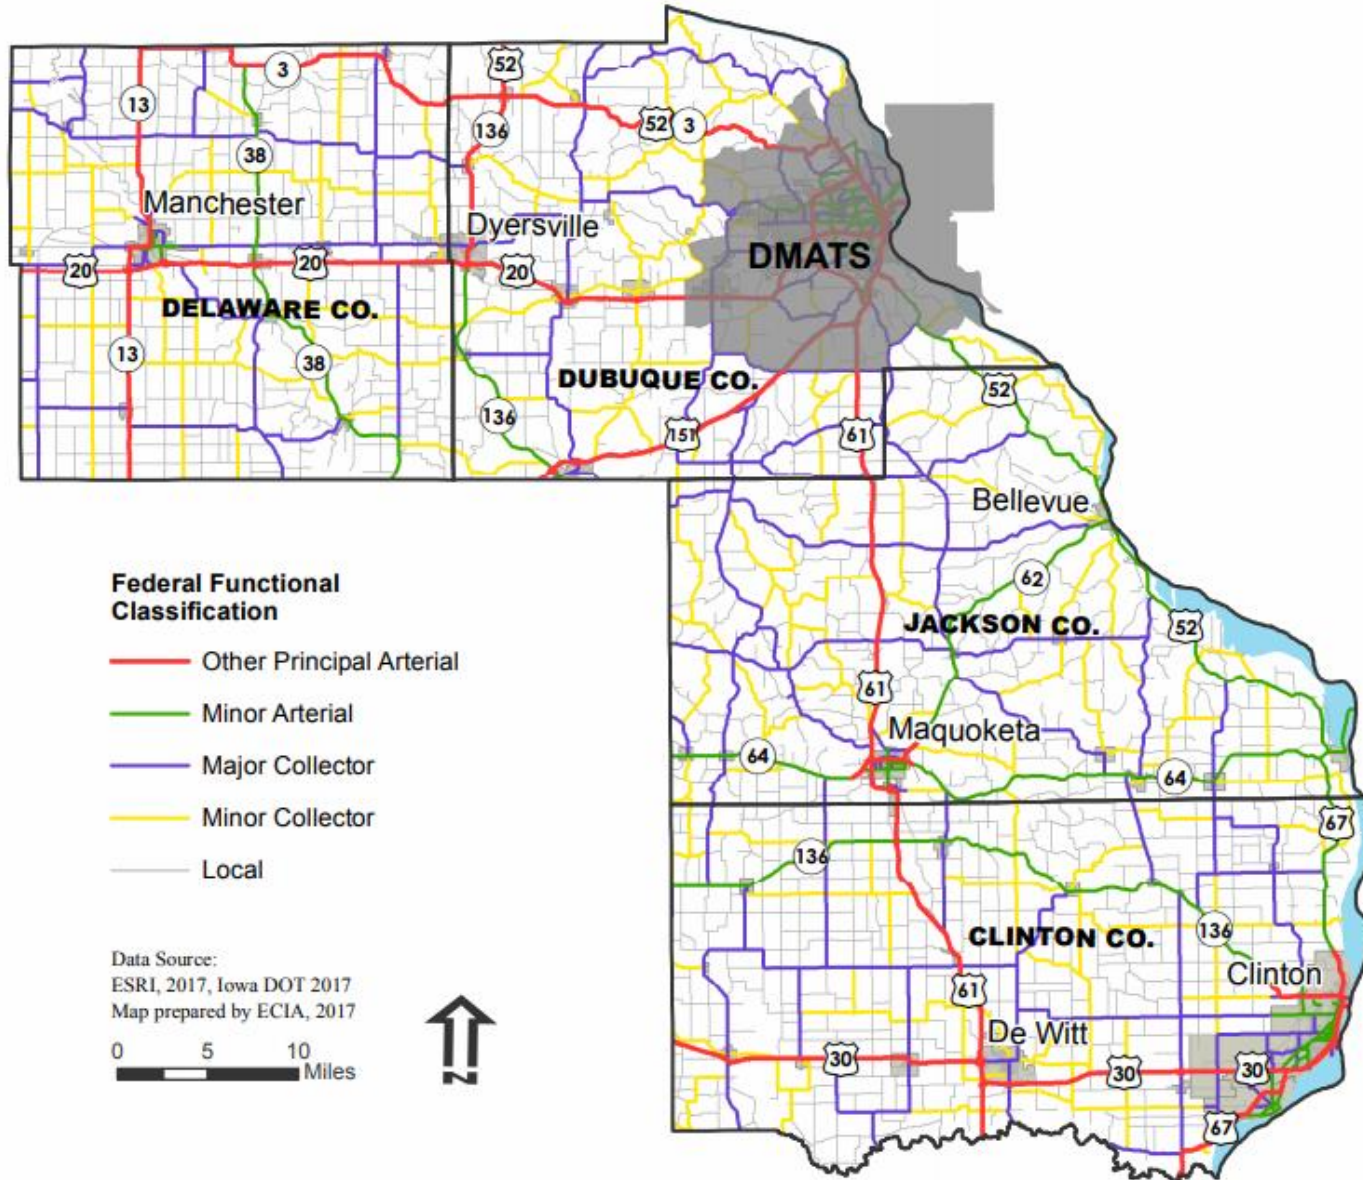 52
3
13
136
52
3
38
Manchester
Dyersville
DMATS
20
20
20
DELAWARE CO.
13
38
DUBUQUE CO.
52
136
151
61
Bellevue
62
JACKSON CO.
52
61
Maquoketa
64
64
67
136
CLINTON CO.
136
Clinton
61
De Witt
30
30
30
67
Federal Functional
Classification
Other Principal Arterial
Minor Arterial
Major Collector
Minor Collector
Local
Data Source:
ESRI, 2017, Iowa DOT 2017
Map prepared by ECIA, 2017
0 5 10
Miles
N